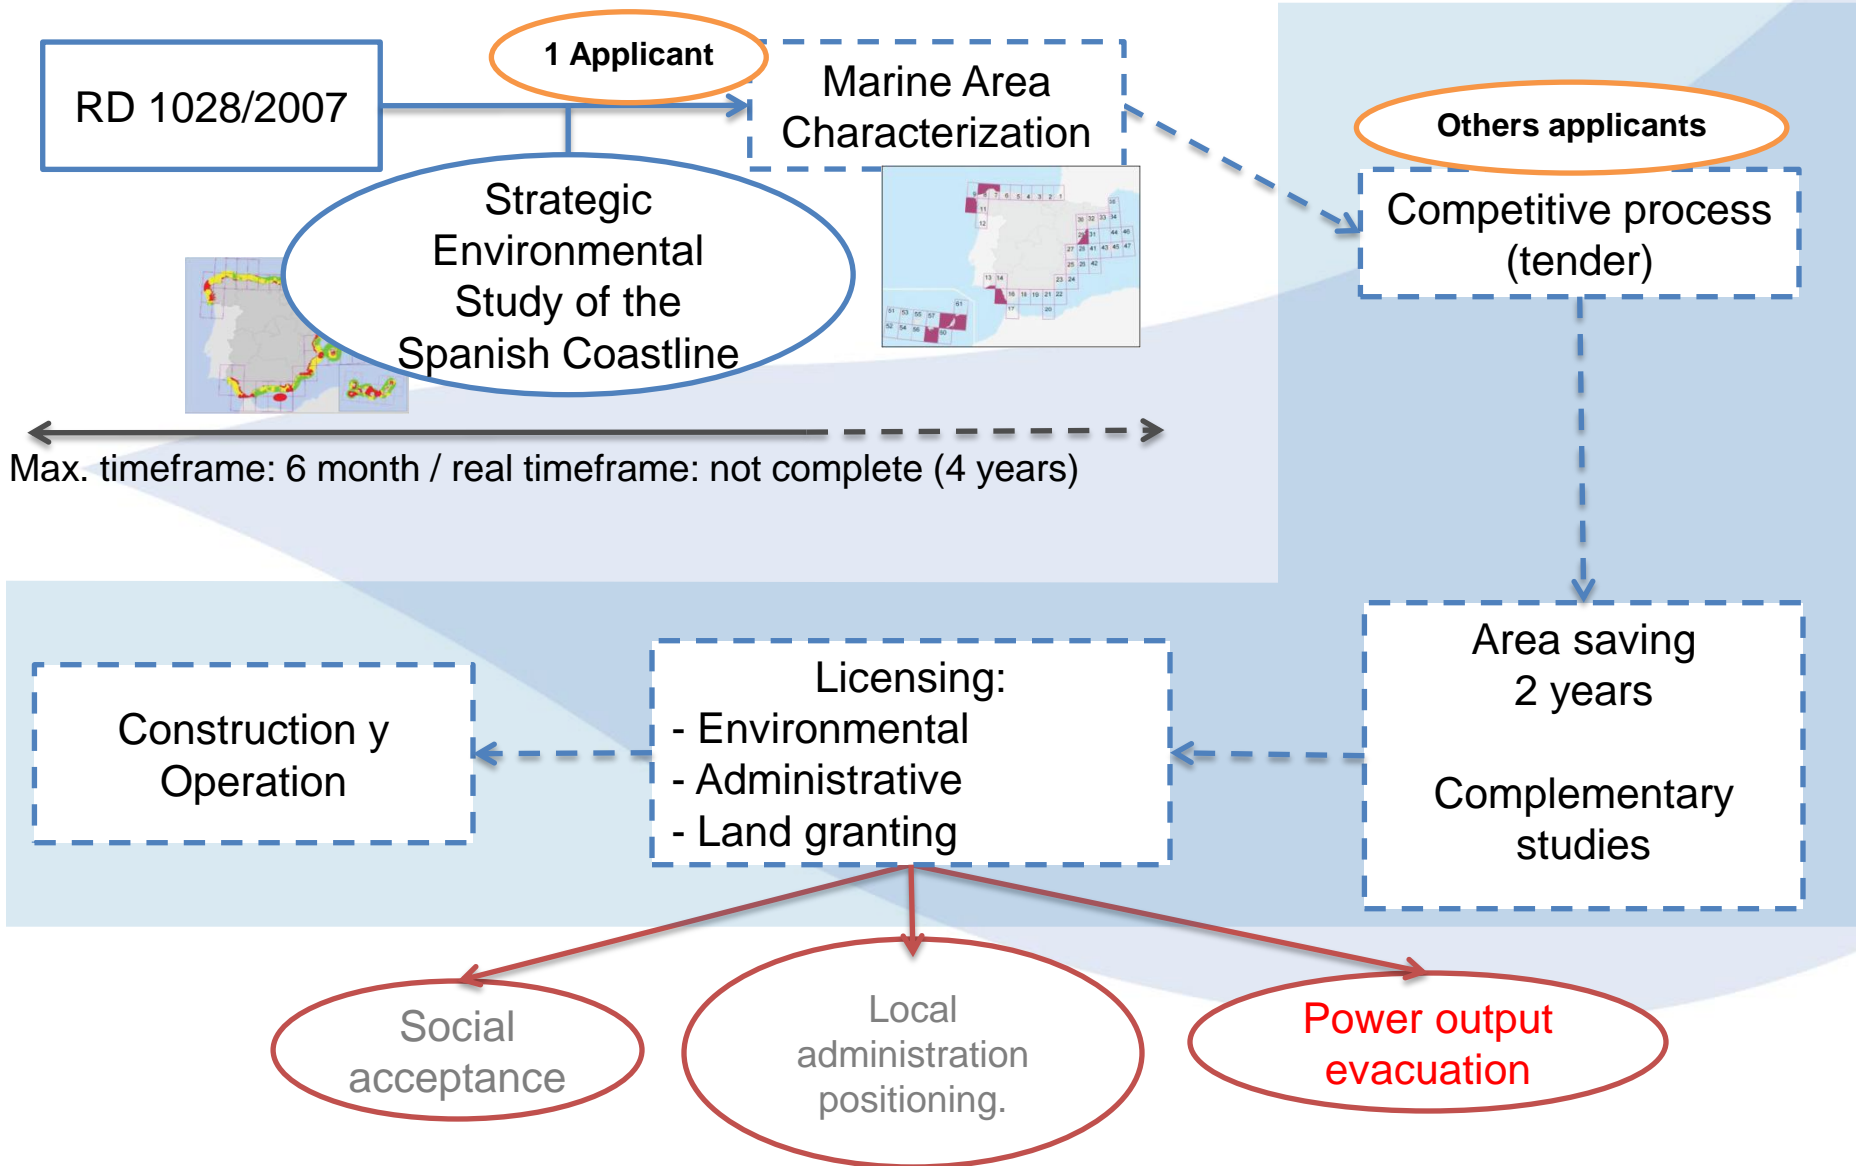 RD 1028/2007
1 Applicant
Marine Area
Characterization
Others applicants
Competitive process
(tender)
Strategic
Environmental
Study of the
Spanish Coastline
Max. timeframe: 6 month / real timeframe: not complete (4 years)
Area saving
2 years
Complementary
studies
Licensing:
- Environmental
- Administrative
- Land granting
Construction y
Operation
Social
acceptance
Local
administration
positioning.
Power output
evacuation